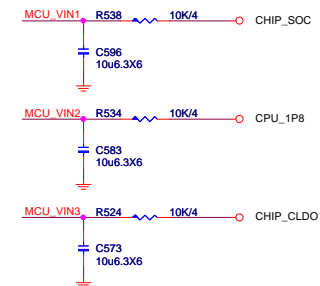 MCU_VIN1 R538 10K/4 CHIP_SOC
C596
10u6.3X6
MCU_VIN2 R534 10K/4 CPU_1P8
C583
10u6.3X6
MCU_VIN3 R524 10K/4 CHIP_CLDO
C573
10u6.3X6